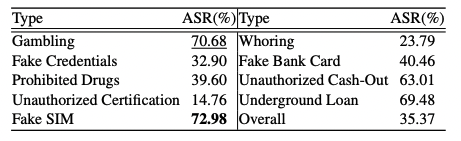 Type ASR(%) Type ASR(%)
Gambling 70.68 Whoring 23.79
Fake Credentials 32.90 Fake Bank Card 40.46
Prohibited Drugs 39.60 Unauthorized Cash-Out 63.01
Unauthorized Certification 14.76 Underground Loan 69.48
Fake SIM 72.98 Overall 35.37